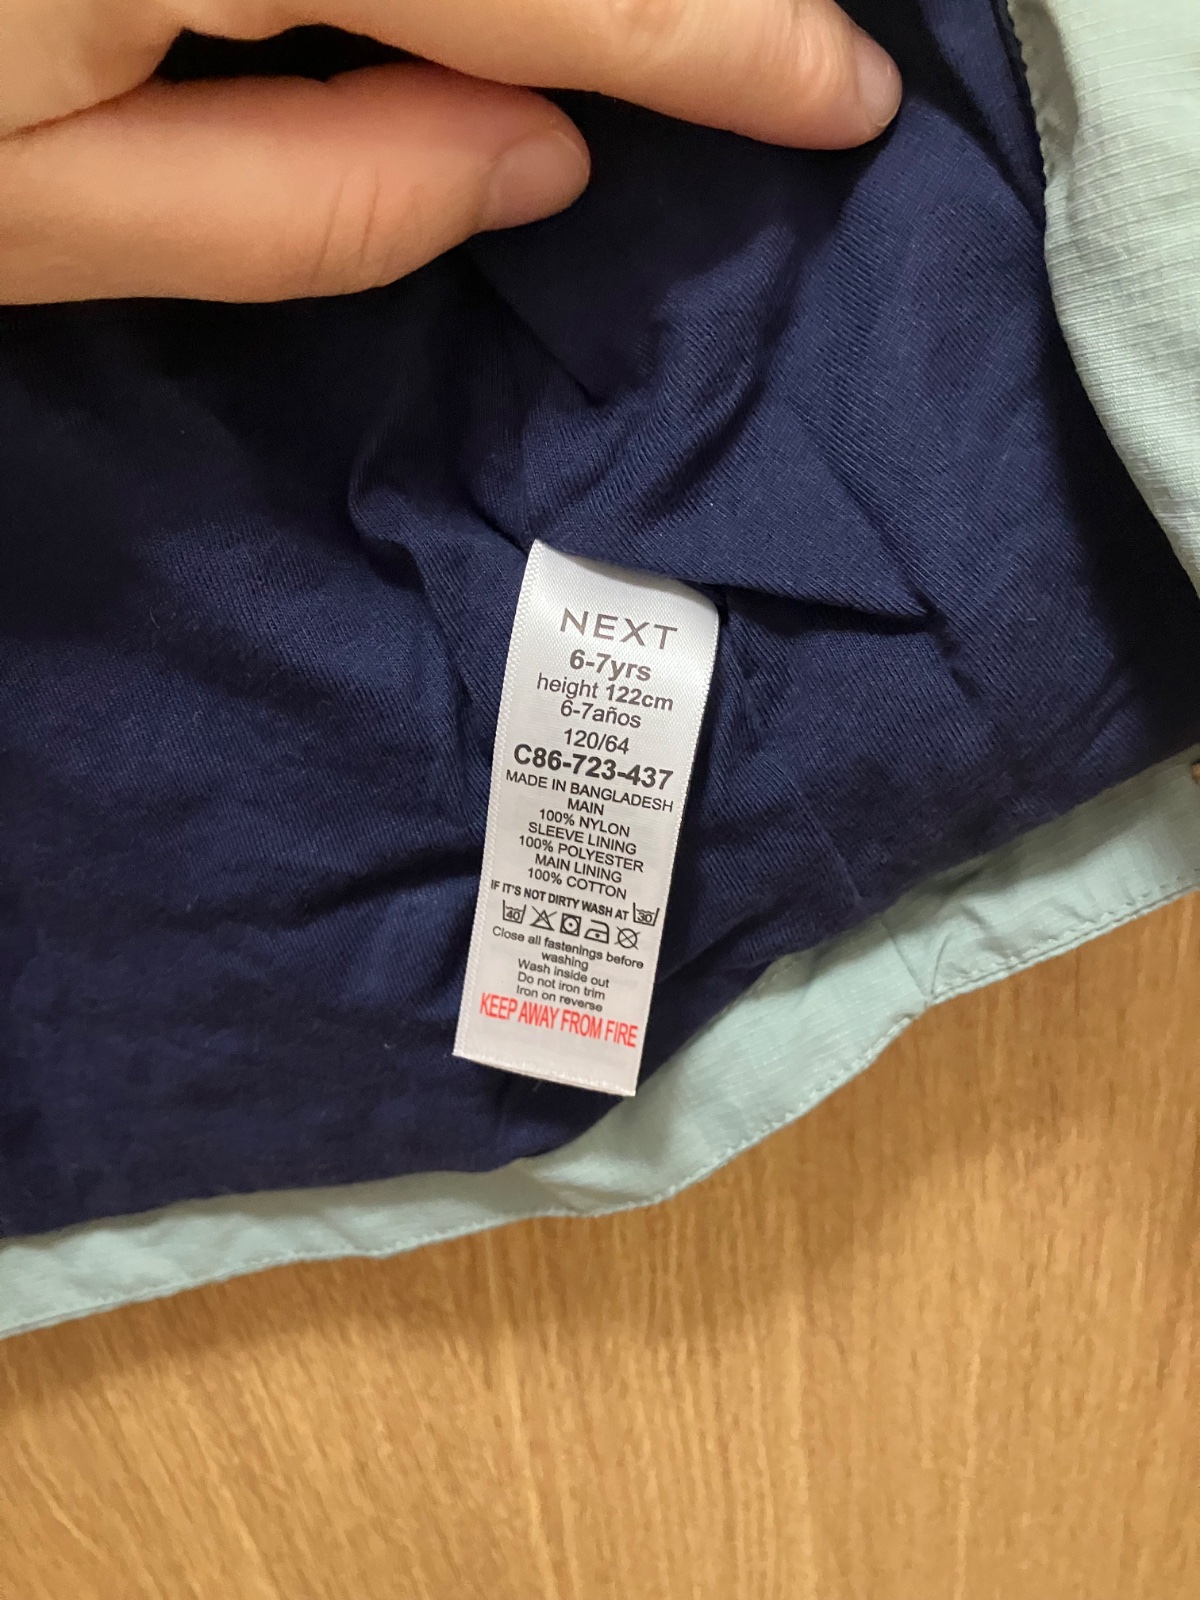 NEXT
6-7yrs
height 122cm
6-7años
120/64
C86-723-437
MADE IN BANGLADESH
MAIN
100% NYLON
SLEEVE LINING
100% POLYESTER
MAIN LINING
100% COTTON
IF IT'S NOT DIRTY WASH AT 30
40
Close all fastenings before
washing
Wash inside out
Do not iron trim
Iron on reverse
KEEP AWAY FROM FIRE